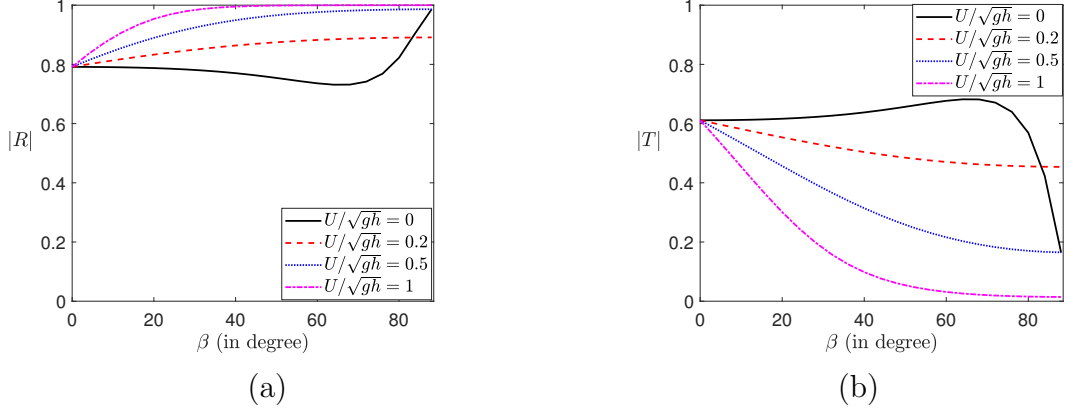 1
0.8
0.6
0.4
0.2
0
|R|
0 20 40 60 80
β (in degree)
U/√gh = 0
U/√gh = 0.2
U/√gh = 0.5
U/√gh = 1
(a)
1
0.8
0.6
0.4
0.2
0
|T|
0 20 40 60 80
β (in degree)
U/√gh = 0
U/√gh = 0.2
U/√gh = 0.5
U/√gh = 1
(b)